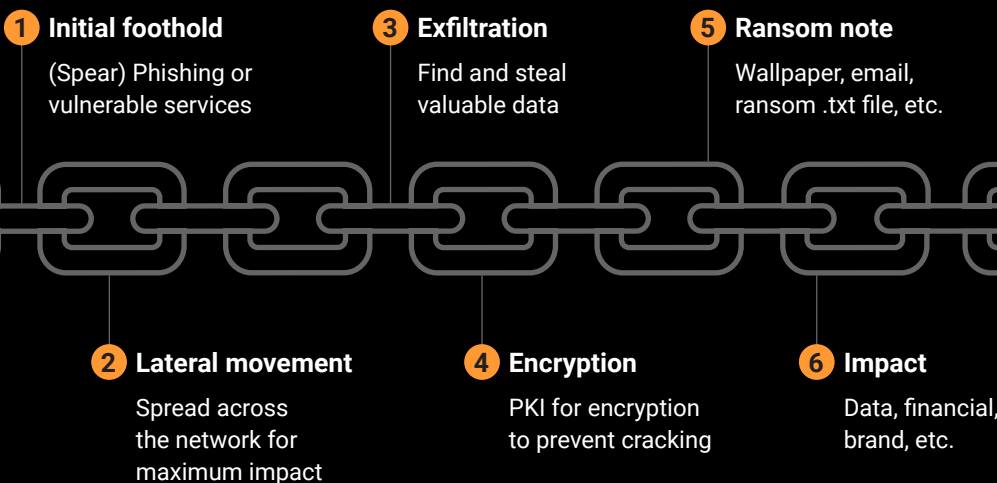 1 Initial foothold
(Spear) Phishing or
vulnerable services
2 Lateral movement
Spread across
the network for
maximum impact
3 Exfiltration
Find and steal
valuable data
4 Encryption
PKI for encryption
to prevent cracking
5 Ransom note
Wallpaper, email,
ransom .txt file, etc.
6 Impact
Data, financial,
brand, etc.